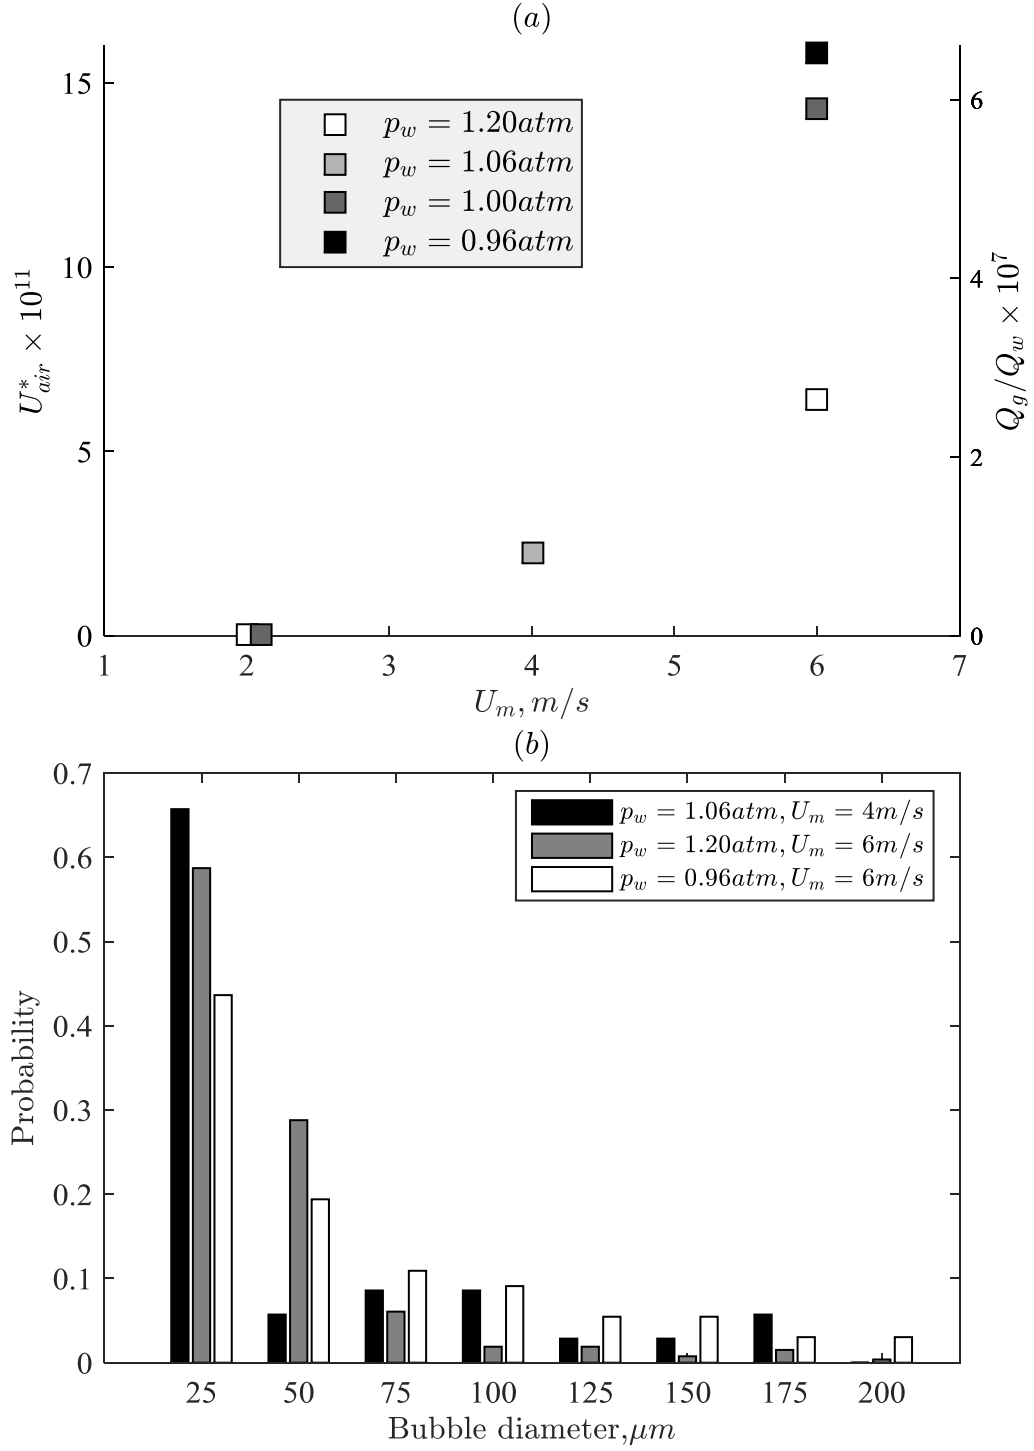 (a)
15
10
5
0
6
4
2
0
U*air × 10^11
Qg/Qw × 10^7
pw = 1.20atm
pw = 1.06atm
pw = 1.00atm
pw = 0.96atm
1 2 3 4 5 6 7
Um, m/s
(b)
0.7
0.6
0.5
0.4
0.3
0.2
0.1
0
Probability
pw = 1.06atm, Um = 4m/s
pw = 1.20atm, Um = 6m/s
pw = 0.96atm, Um = 6m/s
25 50 75 100 125 150 175 200
Bubble diameter,μm